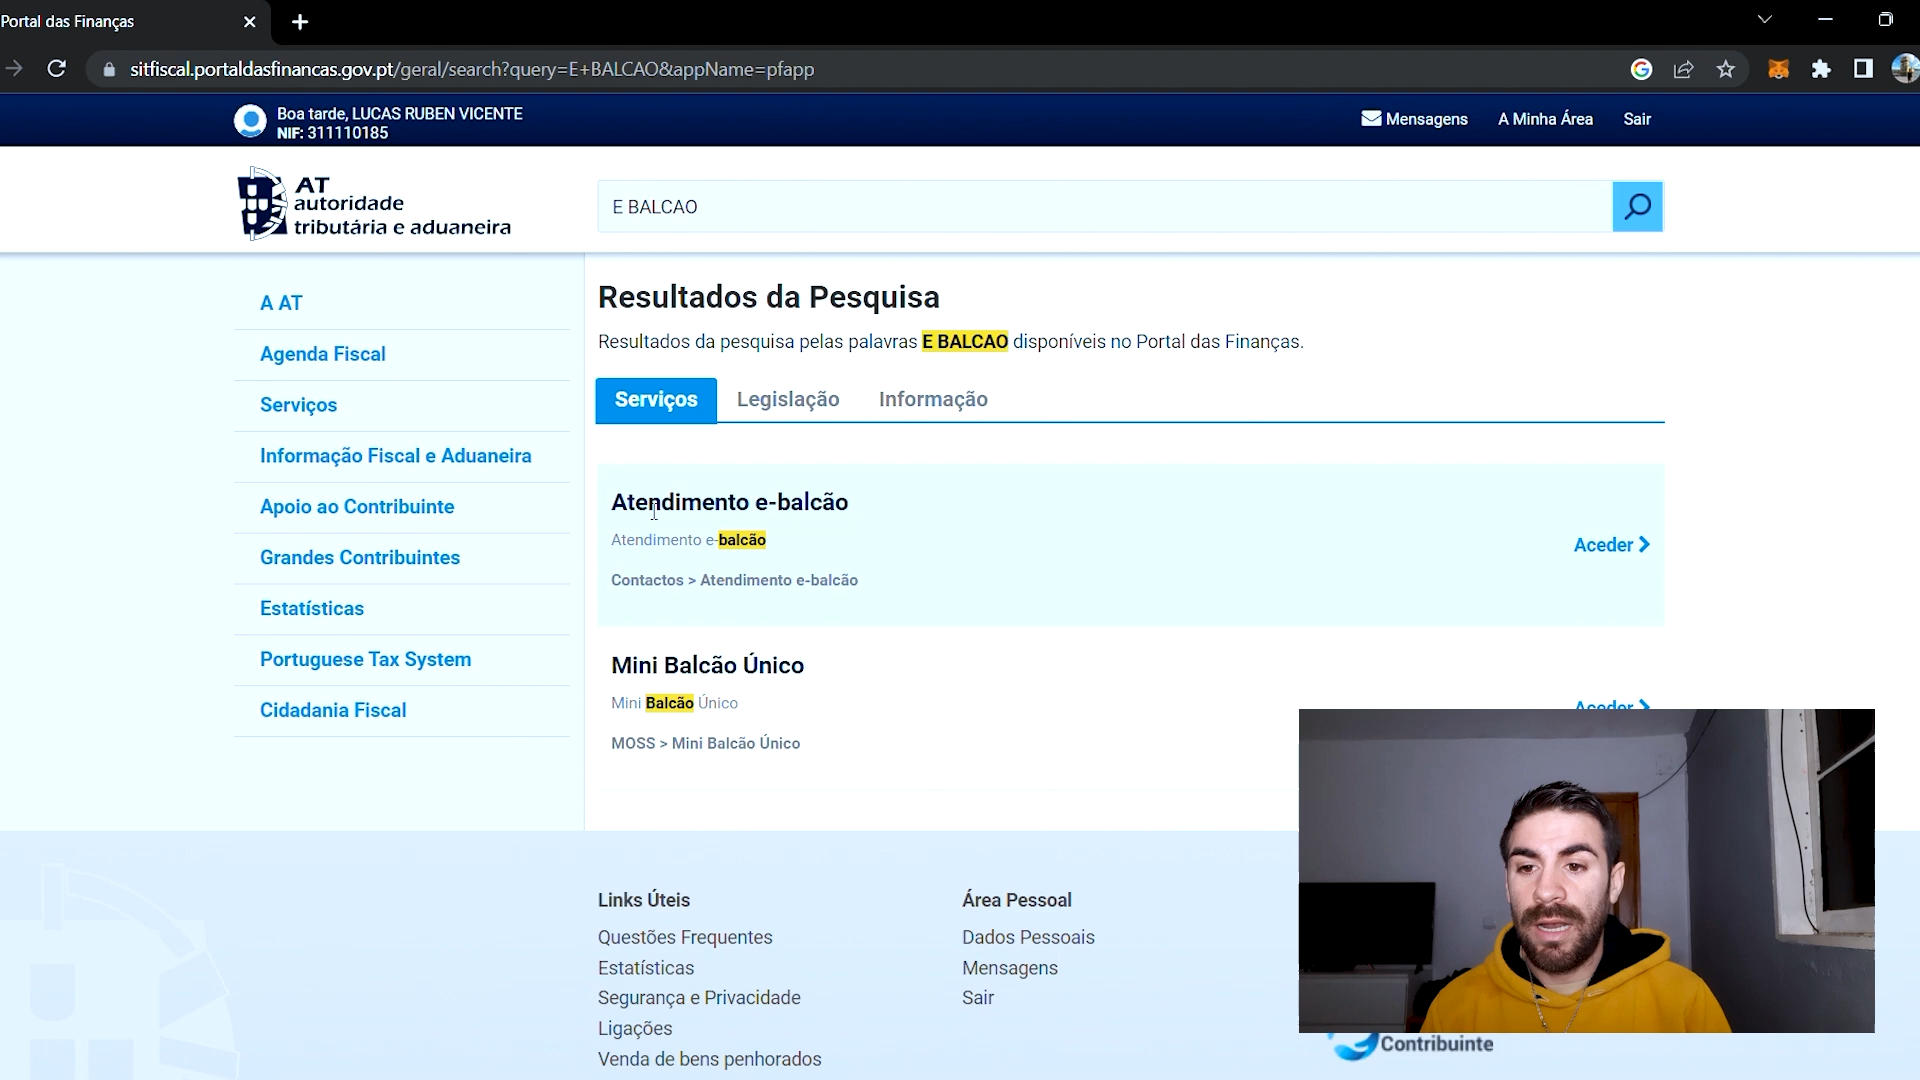 Portal das Finanças
sitfiscal.portaldasfinancas.gov.pt/geral/search?query=E+BALCAO&appName=pfapp
Boa tarde, LUCAS RUBEN VICENTE
NIF: 311110185
Mensagens
A Minha Área
Sair
AT
autoridade
tributária e aduaneira
E BALCAO
A AT
Agenda Fiscal
Serviços
Informação Fiscal e Aduaneira
Apoio ao Contribuinte
Grandes Contribuintes
Estatísticas
Portuguese Tax System
Cidadania Fiscal
Resultados da Pesquisa
Resultados da pesquisa pelas palavras E BALCAO disponíveis no Portal das Finanças.
Serviços
Legislação
Informação
Atendimento e-balcão
Atendimento e-balcão
Contactos > Atendimento e-balcão
Aceder
Mini Balcão Único
Mini Balcão Único
MOSS > Mini Balcão Único
Aceder
Links Úteis
Questões Frequentes
Estatísticas
Segurança e Privacidade
Ligações
Venda de bens penhorados
Área Pessoal
Dados Pessoais
Mensagens
Sair
Contribuinte